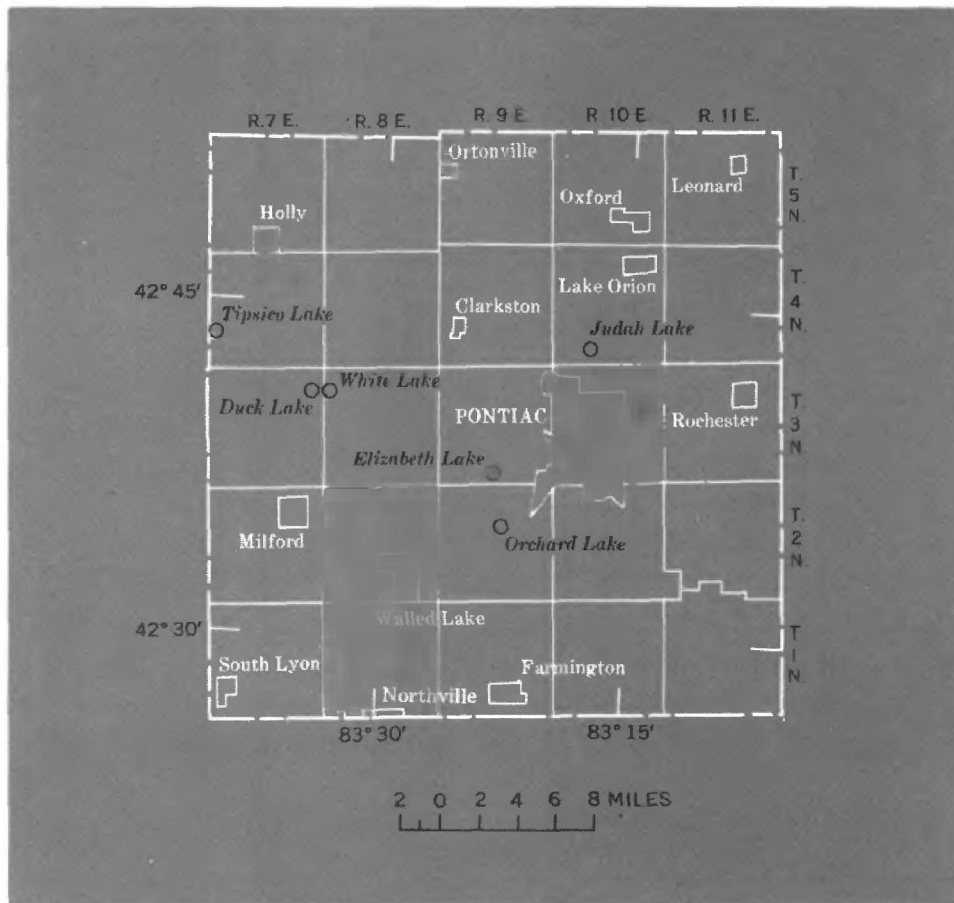 R.7 E. R. 8 E. R. 9 E. R. 10 E. R. 11 E.
Ortonville
T. 5 N.
Leonard
Oxford
Holly
T. 4 N.
42° 45′
Lake Orion
Tipsico Lake
Clarkston
Judah Lake
White Lake
Duck Lake
T. 3 N.
PONTIAC
Rochester
Elizabeth Lake
T. 2 N.
Milford
Orchard Lake
Walled Lake
42° 30′
T 1 N.
South Lyon
Farmington
Northville
83° 30′ 83° 15′
2 0 2 4 6 8 MILES